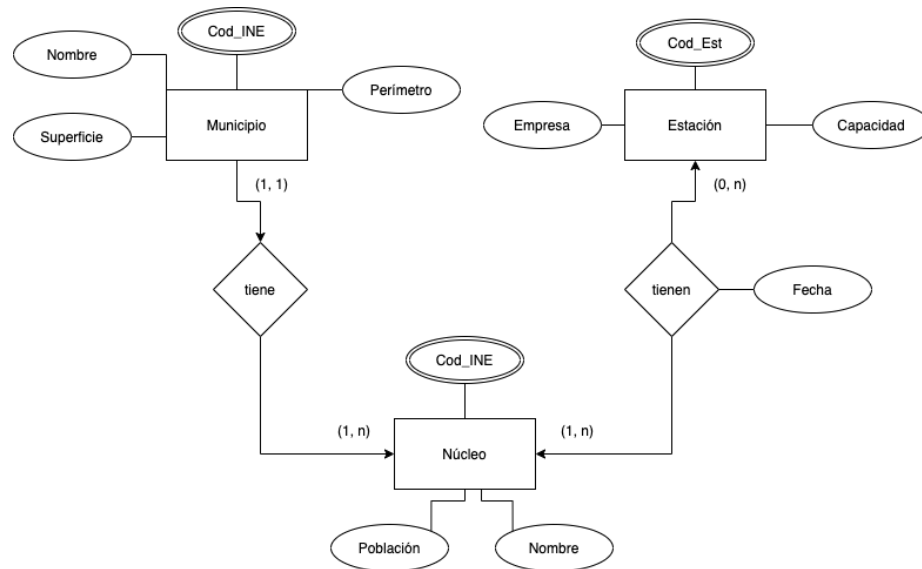 Cod_INE
Nombre
Perímetro
Municipio
Superficie
(1, 1)
tiene
(1, n)
Cod_Est
Empresa
Estación
Capacidad
(0, n)
tienen
Fecha
(1, n)
Cod_INE
Núcleo
Población
Nombre